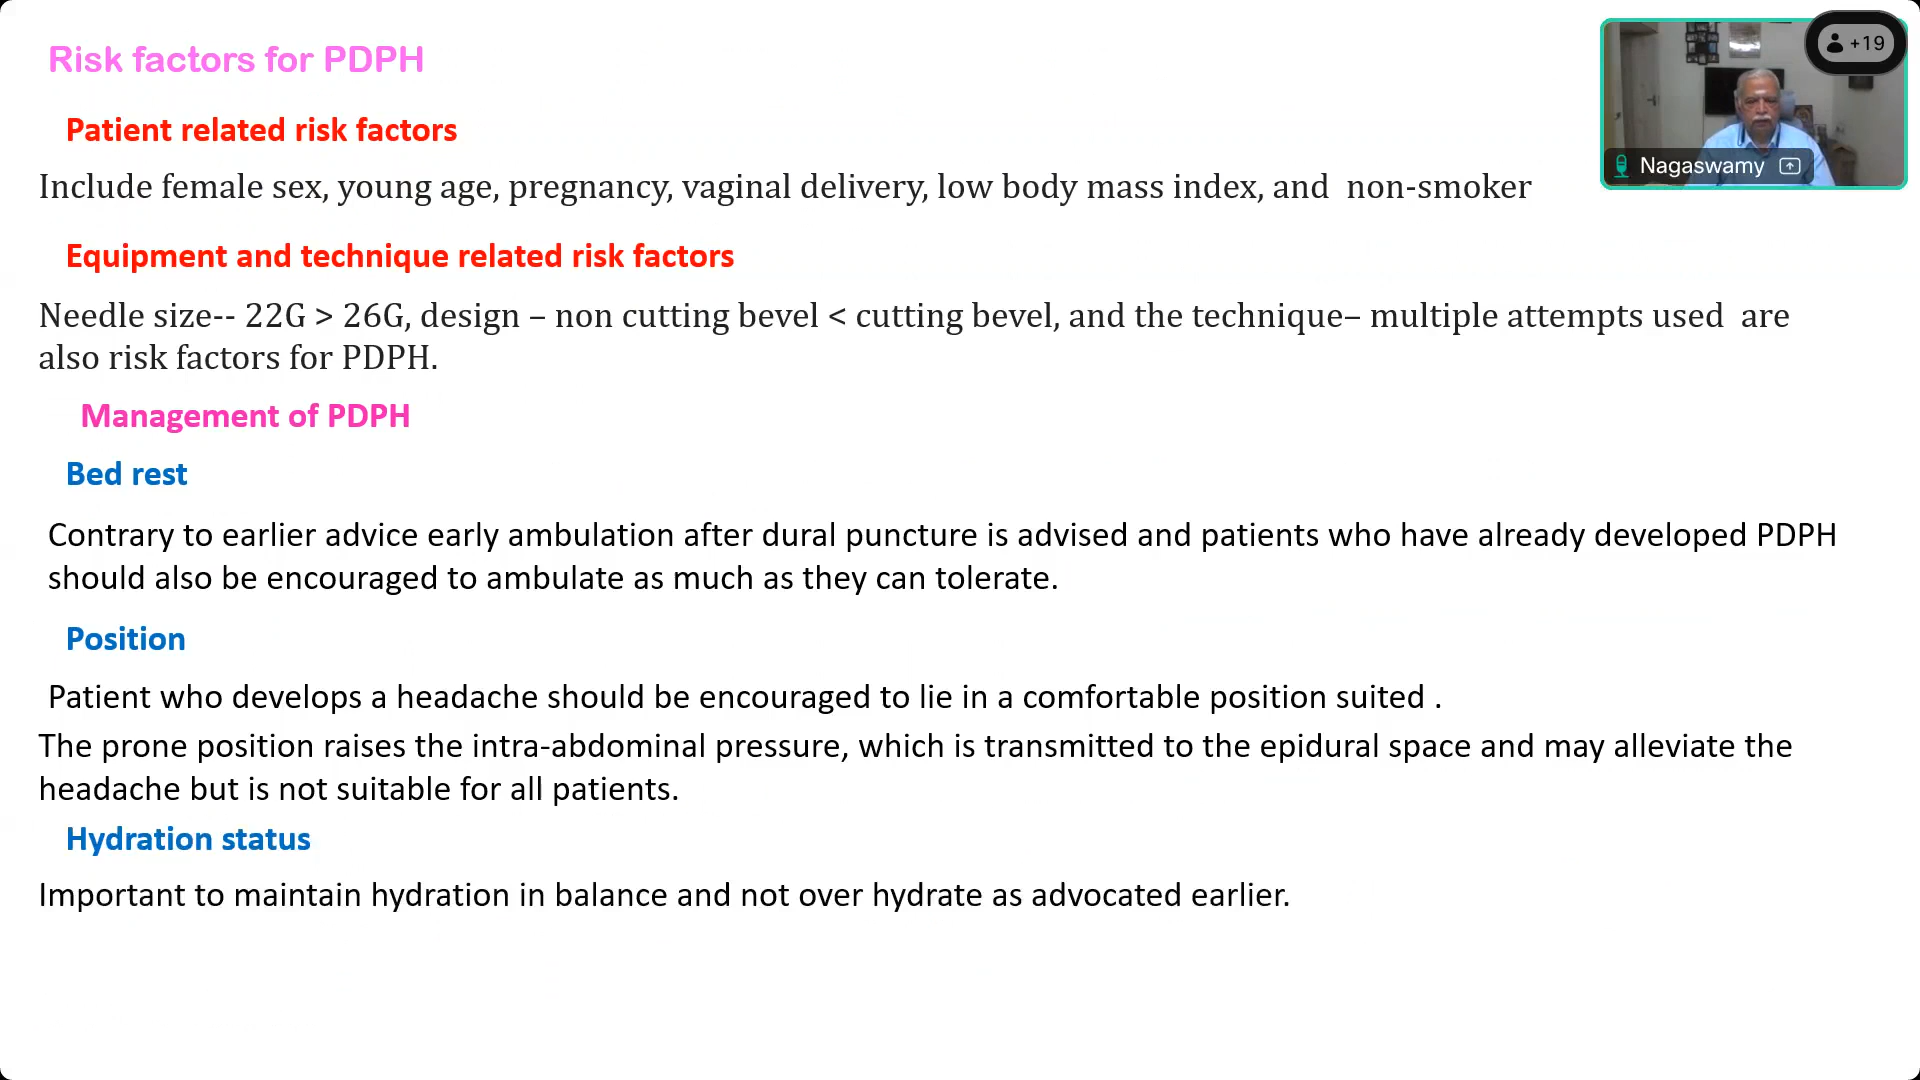 Risk factors for PDPH
+19
Patient related risk factors
Nagaswamy
Include female sex, young age, pregnancy, vaginal delivery, low body mass index, and non-smoker
Equipment and technique related risk factors
Needle size-- 22G > 26G, design – non cutting bevel < cutting bevel, and the technique– multiple attempts used are
also risk factors for PDPH.
Management of PDPH
Bed rest
Contrary to earlier advice early ambulation after dural puncture is advised and patients who have already developed PDPH
should also be encouraged to ambulate as much as they can tolerate.
Position
Patient who develops a headache should be encouraged to lie in a comfortable position suited .
The prone position raises the intra-abdominal pressure, which is transmitted to the epidural space and may alleviate the
headache but is not suitable for all patients.
Hydration status
Important to maintain hydration in balance and not over hydrate as advocated earlier.